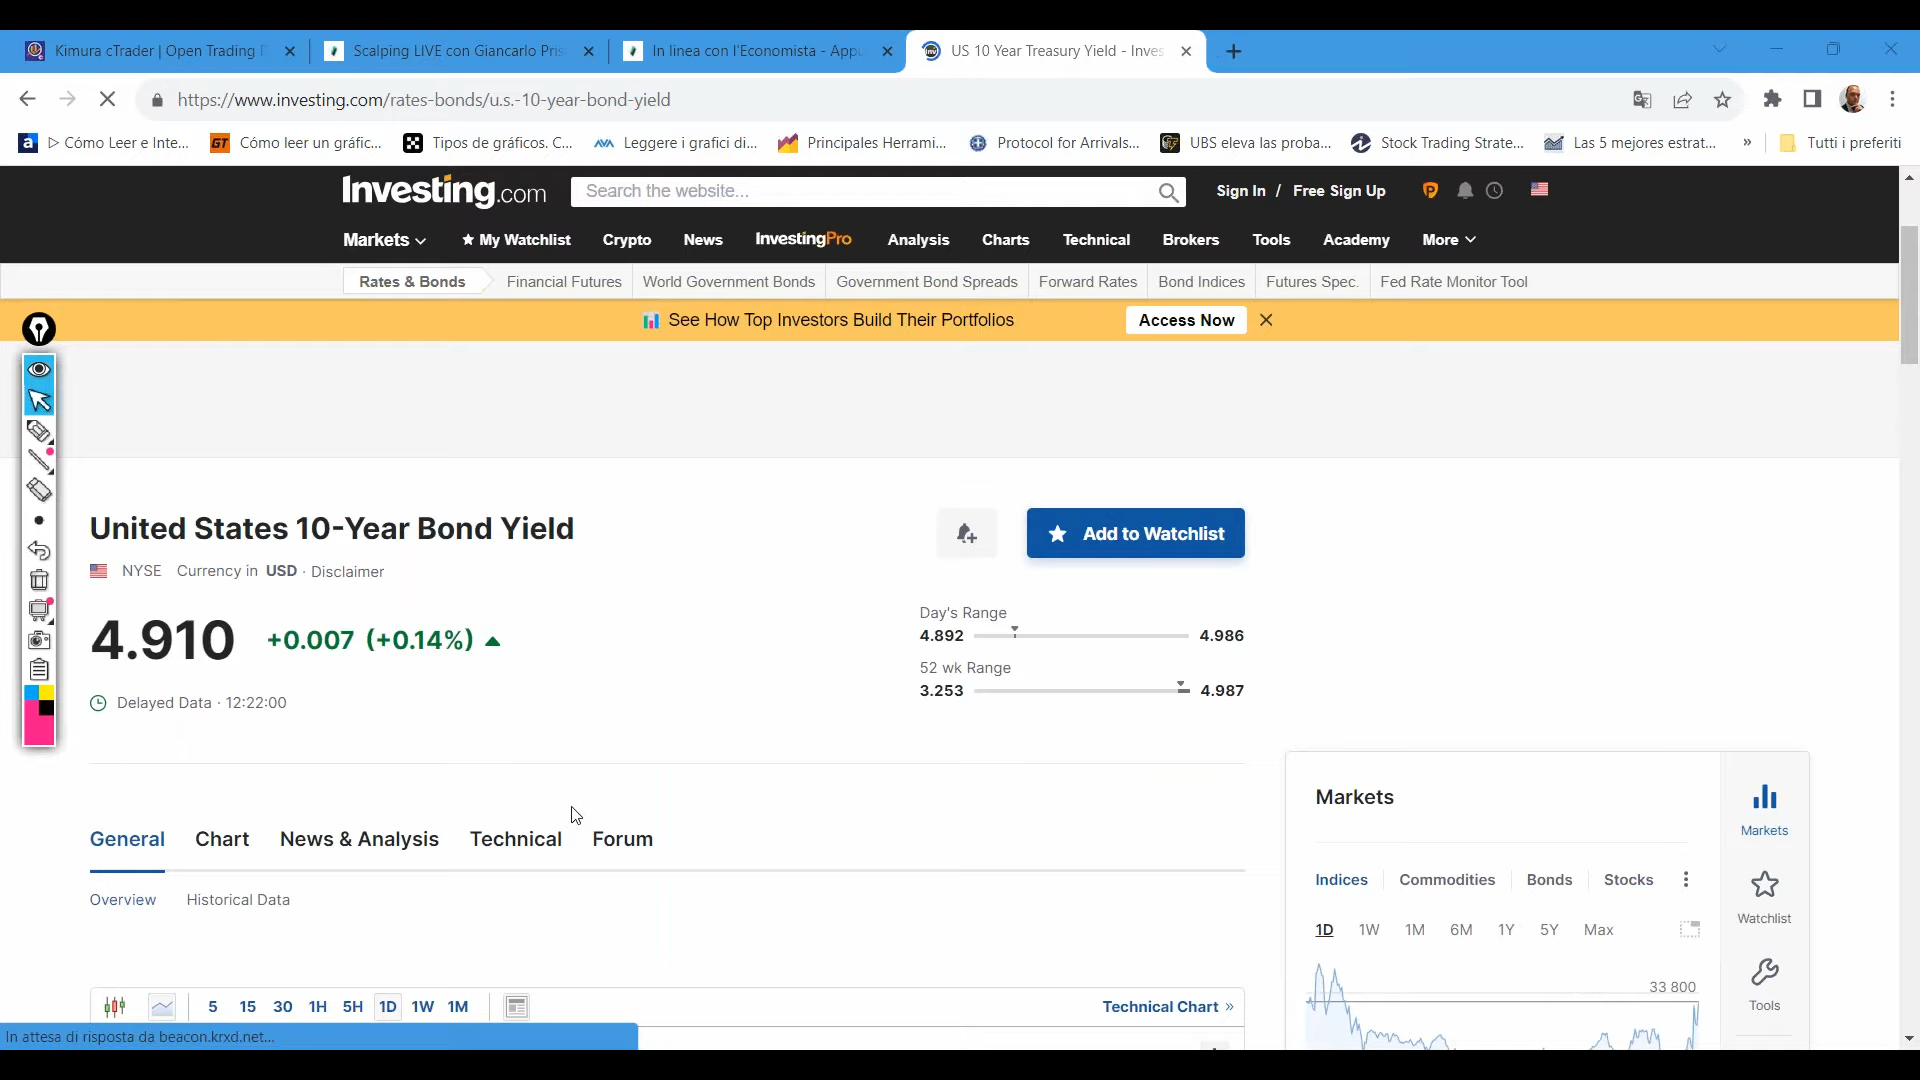 Kimura cTrader | Open Trading
Scalping LIVE con Giancarlo Pris
In linea con l'Economista - Appu
US 10 Year Treasury Yield - Inves
https://www.investing.com/rates-bonds/u.s.-10-year-bond-yield
▷ Cómo Leer e Inte...
Cómo leer un gráfic...
Tipos de gráficos. C...
Leggere i grafici di...
Principales Herrami...
Protocol for Arrivals...
UBS eleva las proba...
Stock Trading Strate...
Las 5 mejores estrat...
»
Tutti i preferiti
Investing.com
Search the website...
Sign In / Free Sign Up
Markets
My Watchlist
Crypto
News
InvestingPro
Analysis
Charts
Technical
Brokers
Tools
Academy
More
Rates & Bonds
Financial Futures
World Government Bonds
Government Bond Spreads
Forward Rates
Bond Indices
Futures Spec.
Fed Rate Monitor Tool
See How Top Investors Build Their Portfolios
Access Now
United States 10-Year Bond Yield
Add to Watchlist
NYSE Currency in USD · Disclaimer
4.910 +0.007 (+0.14%)
Delayed Data · 12:22:00
Day's Range
4.892 4.986
52 wk Range
3.253 4.987
General Chart News & Analysis Technical Forum
Overview Historical Data
5 15 30 1H 5H 1D 1W 1M
Technical Chart »
Markets
Indices Commodities Bonds Stocks
1D 1W 1M 6M 1Y 5Y Max
33 800
Markets
Watchlist
Tools
In attesa di risposta da beacon.krxd.net...